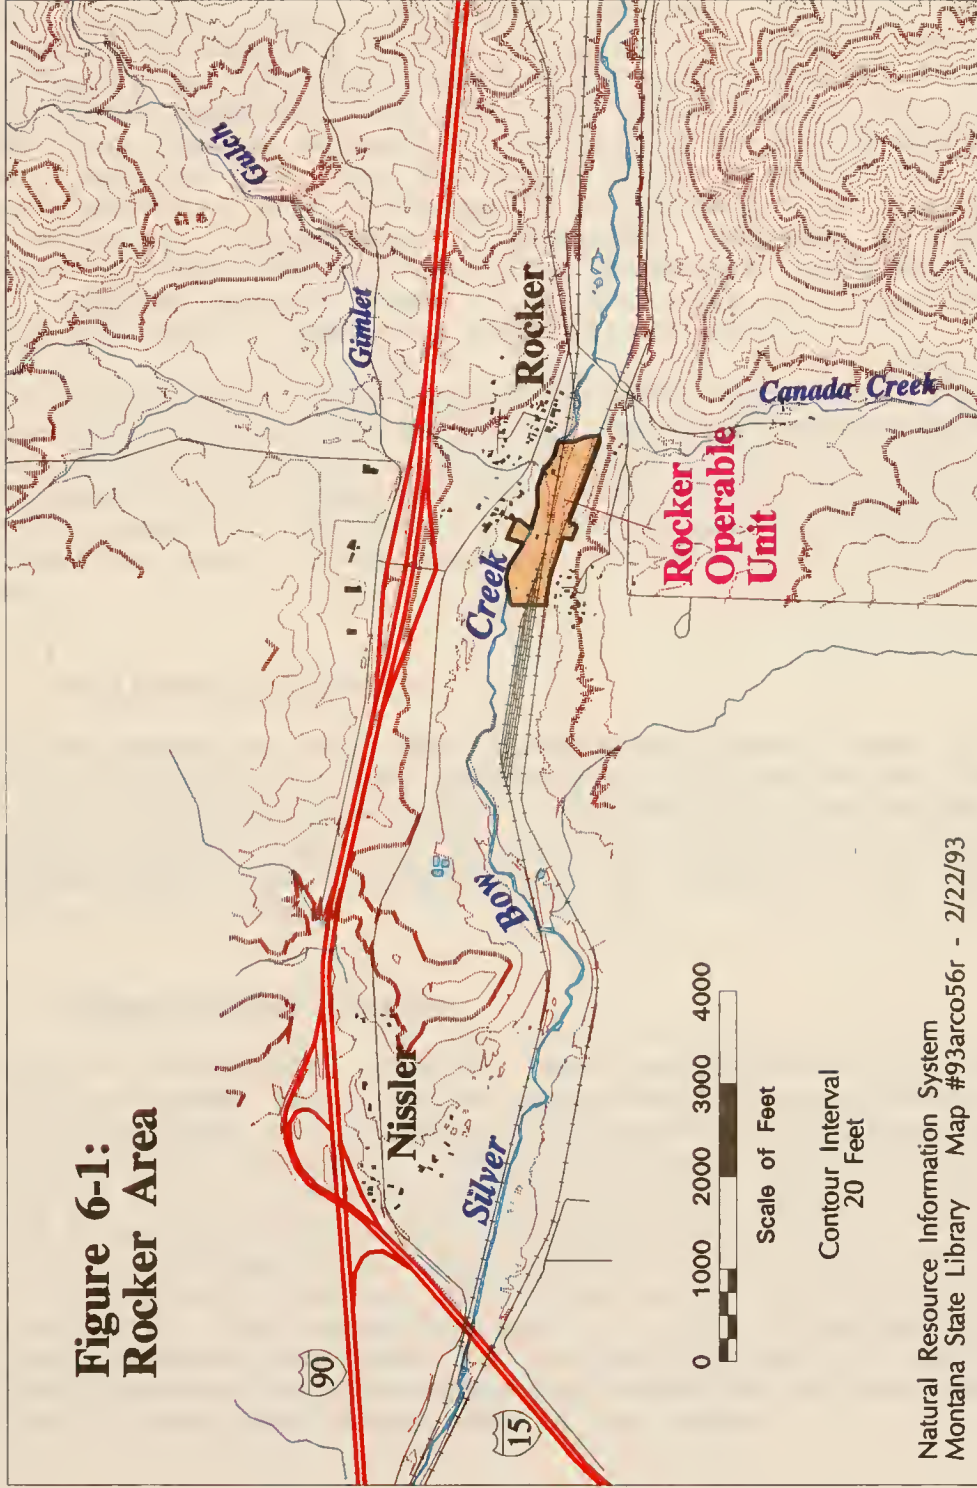 Figure 6-1:
Rocker Area
90
15
Nissler
Silver
Bow
Creek
Gimlet
Gulch
Rocker
Canada Creek
Rocker
Operable
Unit
0 1000 2000 3000 4000
Scale of Feet
Contour Interval
20 Feet
Natural Resource Information System
Montana State Library Map #93arco56r - 2/22/93